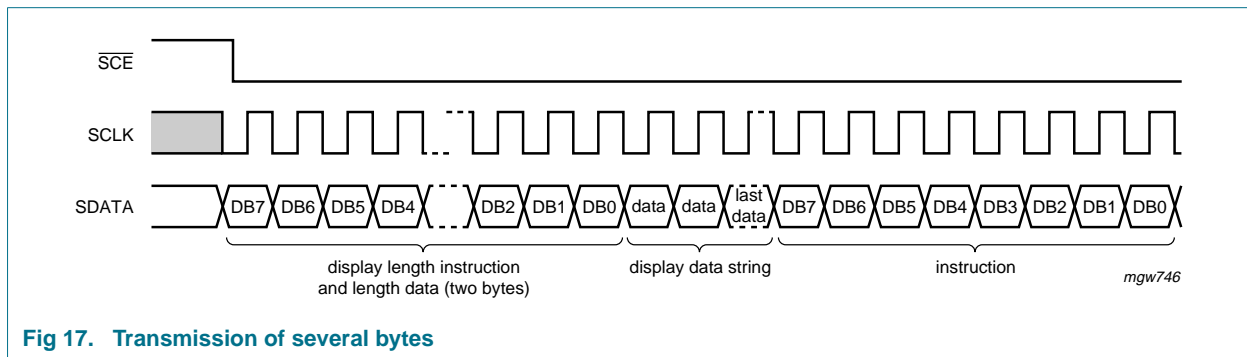 SCE
SCLK
SDATA
DB7 DB6 DB5 DB4 DB2 DB1 DB0 data data last data DB7 DB6 DB5 DB4 DB3 DB2 DB1 DB0
display length instruction
and length data (two bytes)
display data string
instruction
mgw746
Fig 17. Transmission of several bytes